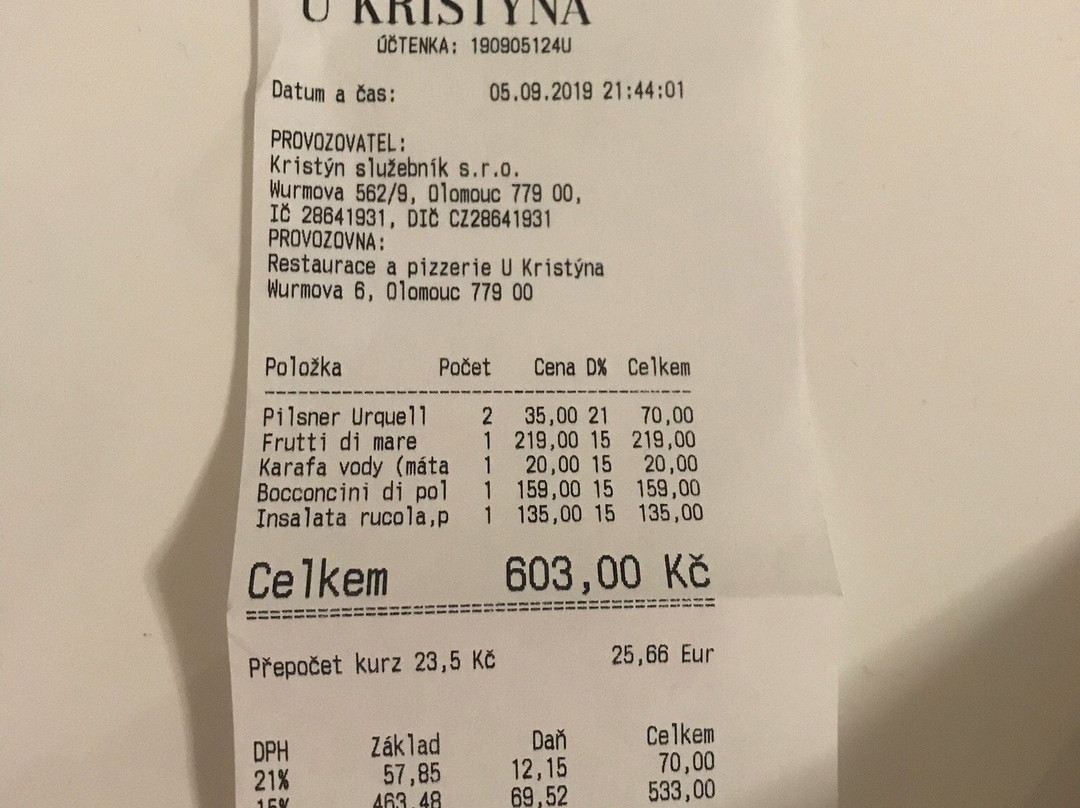 U KRISTÝNA
ÚČTENKA: 190905124U
Datum a čas: 05.09.2019 21:44:01
PROVOZOVATEL:
Kristýn služebník s.r.o.
Wurmova 562/9, Olomouc 779 00,
IČ 28641931, DIČ CZ28641931
PROVOZOVNA:
Restaurace a pizzerie U Kristýna
Wurmova 6, Olomouc 779 00
Položka Počet Cena D% Celkem
Pilsner Urquell 2 35,00 21 70,00
Frutti di mare 1 219,00 15 219,00
Karafa vody (máta 1 20,00 15 20,00
Bocconcini di pol 1 159,00 15 159,00
Insalata rucola,p 1 135,00 15 135,00
Celkem 603,00 Kč
Přepočet kurz 23,5 Kč 25,66 Eur
DPH Základ Daň Celkem
21% 57,85 12,15 70,00
15% 463,48 69,52 533,00